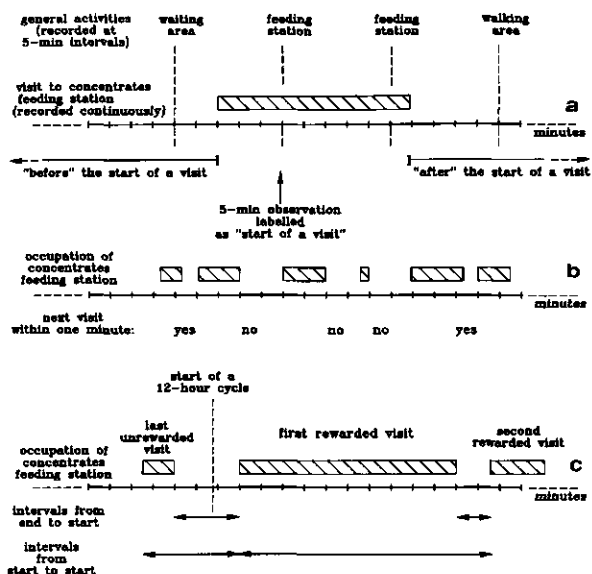 general activities
(recorded at
5-min intervals)
waiting
area
feeding
station
feeding
station
walking
area
visit to concentrates
feeding station
(recorded continuously)
a
minutes
"before" the start of a visit
"after" the start of a visit
5-min observation
labelled
as "start of a visit"
occupation of
concentrates
feeding station
b
minutes
next visit
within one minute:
yes
no
no
no
yes
start of a
12-hour cycle
last
unrewarded
visit
first rewarded visit
second
rewarded visit
occupation of
concentrates
feeding station
c
minutes
intervals from
end to start
intervals
from
start to start